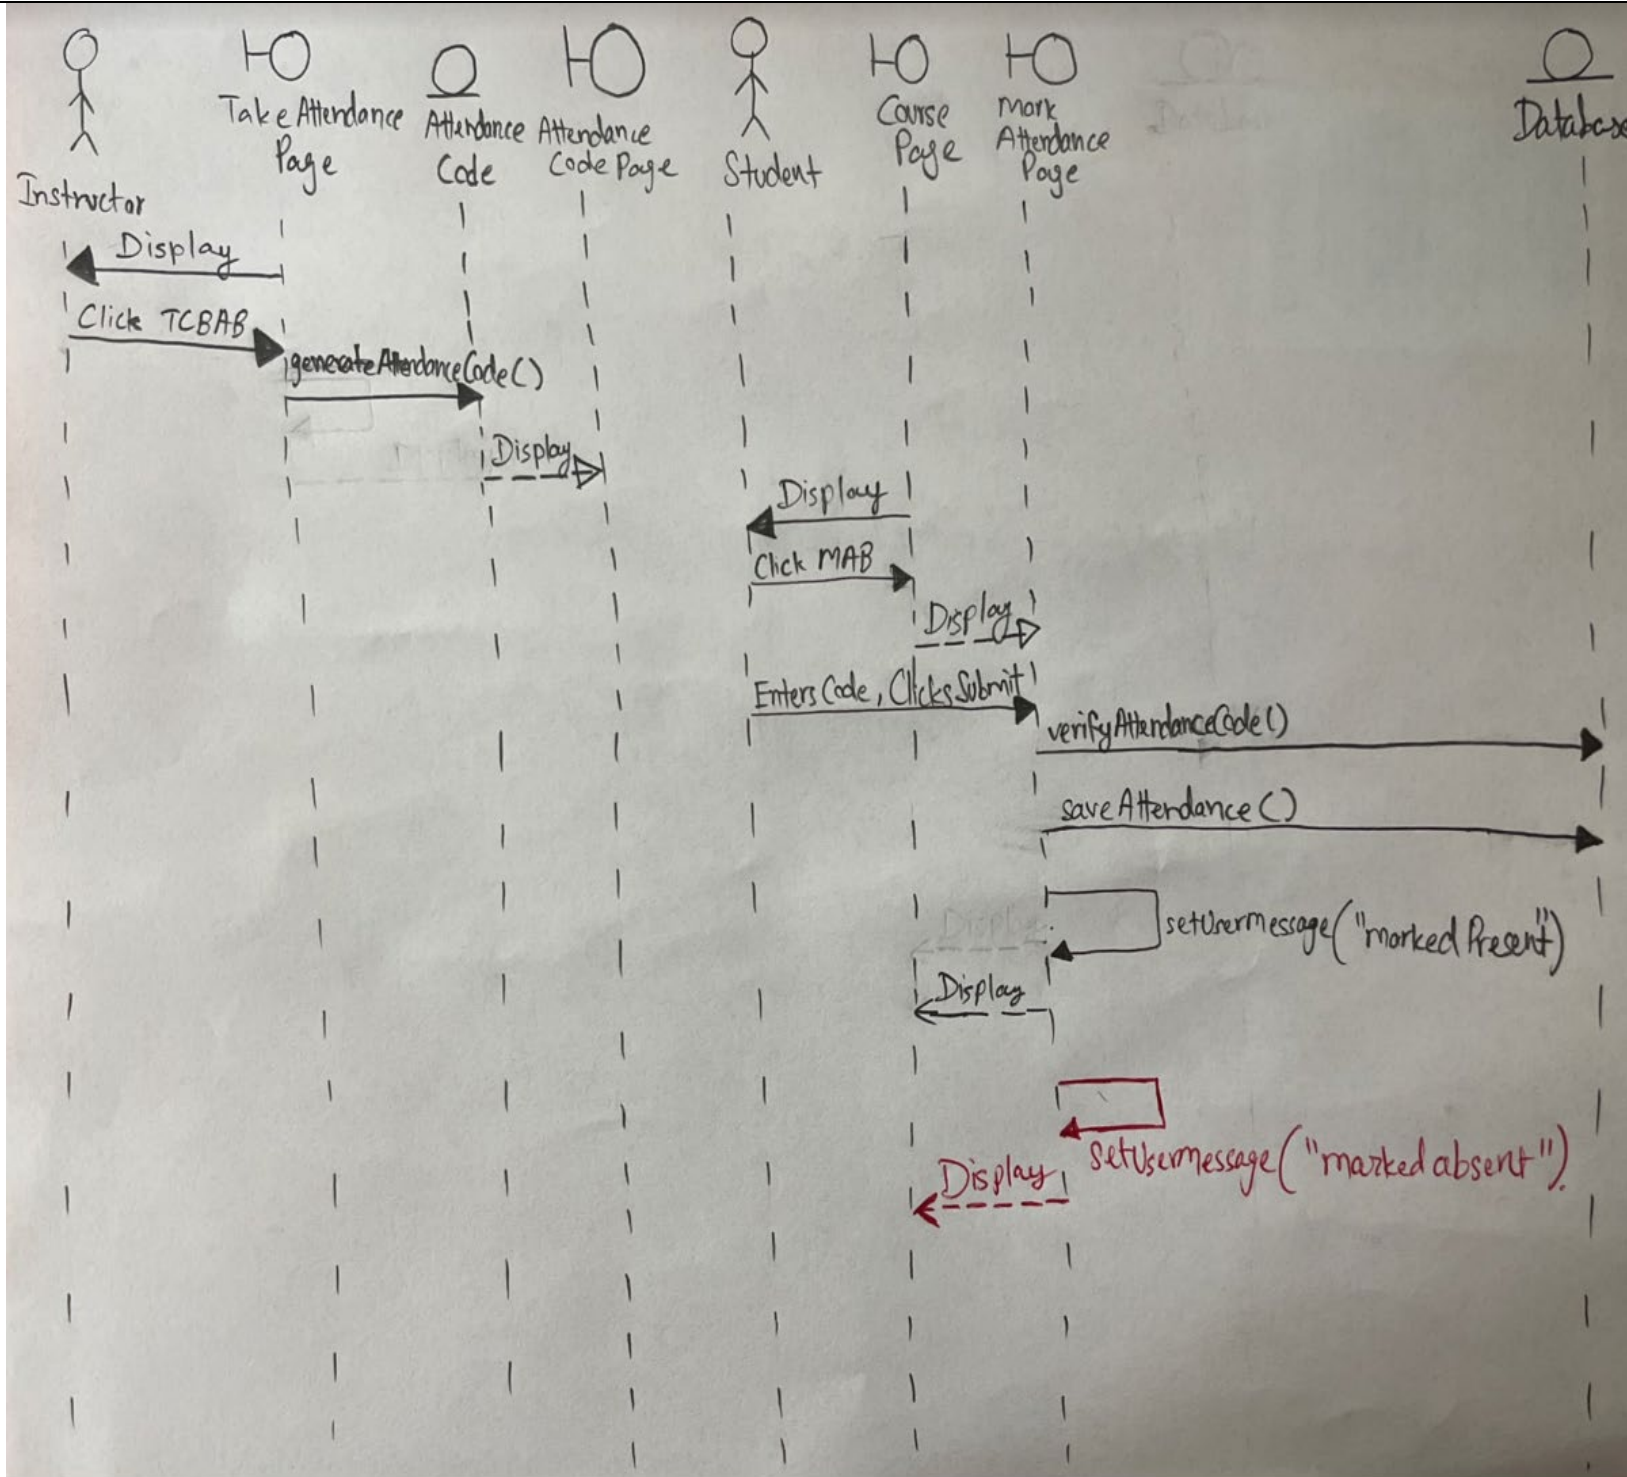 Instructor
Take Attendance
Page
Attendance
Code
Attendance
Code Page
Student
Course
Page
Mark
Attendance
Page
Database
Display
Click TCBAB
generateAttendanceCode()
Display
Display
Click MAB
Display
Enters Code, Clicks Submit
verifyAttendanceCode()
saveAttendance()
setUsermessage("marked Present")
Display
Display
setUsermessage("marked absent").
Display